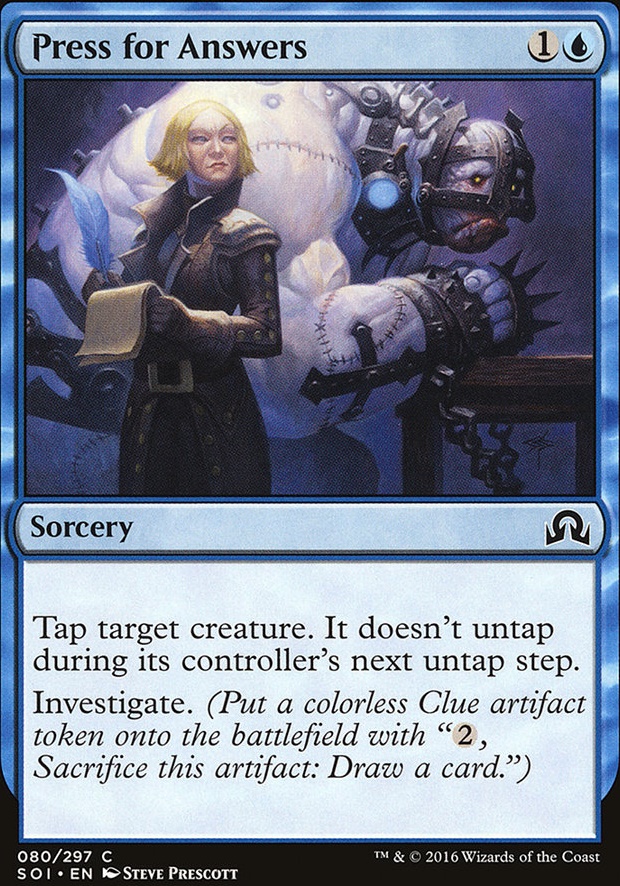 Press for Answers 1
Sorcery
Tap target creature. It doesn't untap
during its controller's next untap step.
Investigate. (Put a colorless Clue artifact
token onto the battlefield with “2,
Sacrifice this artifact: Draw a card.”)
080/297 C
SOI • EN STEVE PRESCOTT
™ & © 2016 Wizards of the Coast